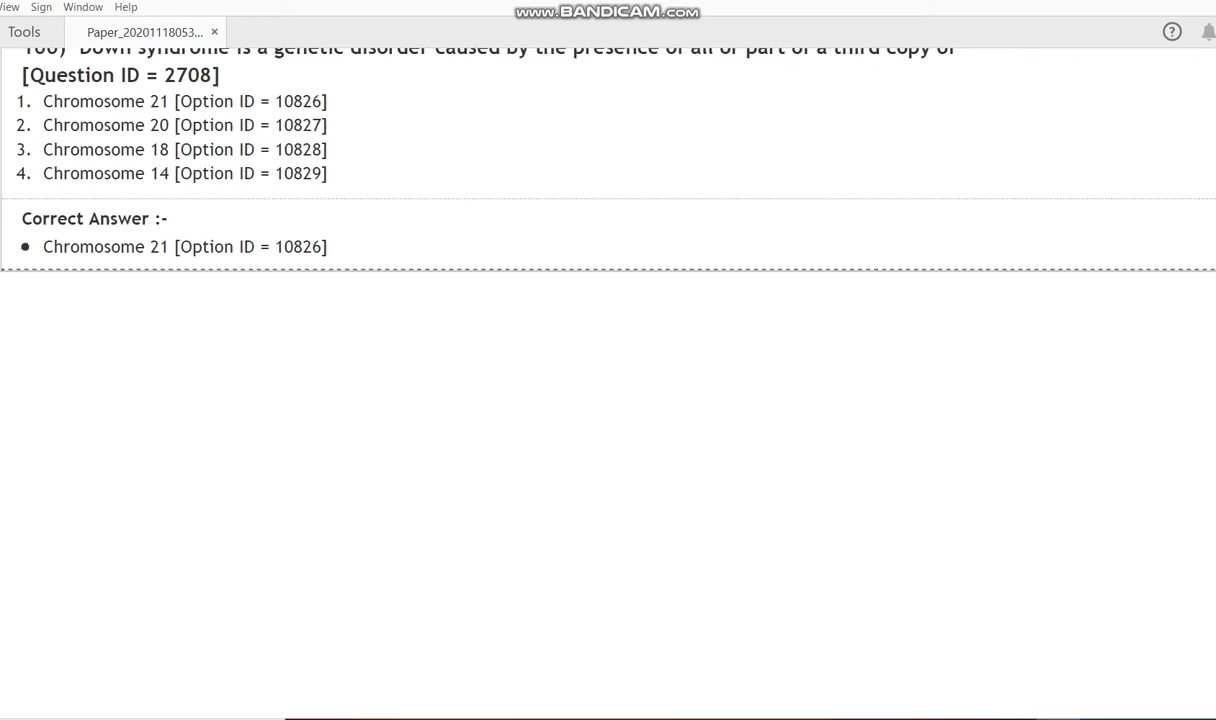 View Sign Window Help
www.BANDICAM.com
Tools
Paper_20201118053... ×
?
100) Down syndrome is a genetic disorder caused by the presence of all or part of a third copy of
[Question ID = 2708]
1. Chromosome 21 [Option ID = 10826]
2. Chromosome 20 [Option ID = 10827]
3. Chromosome 18 [Option ID = 10828]
4. Chromosome 14 [Option ID = 10829]
Correct Answer :-
• Chromosome 21 [Option ID = 10826]